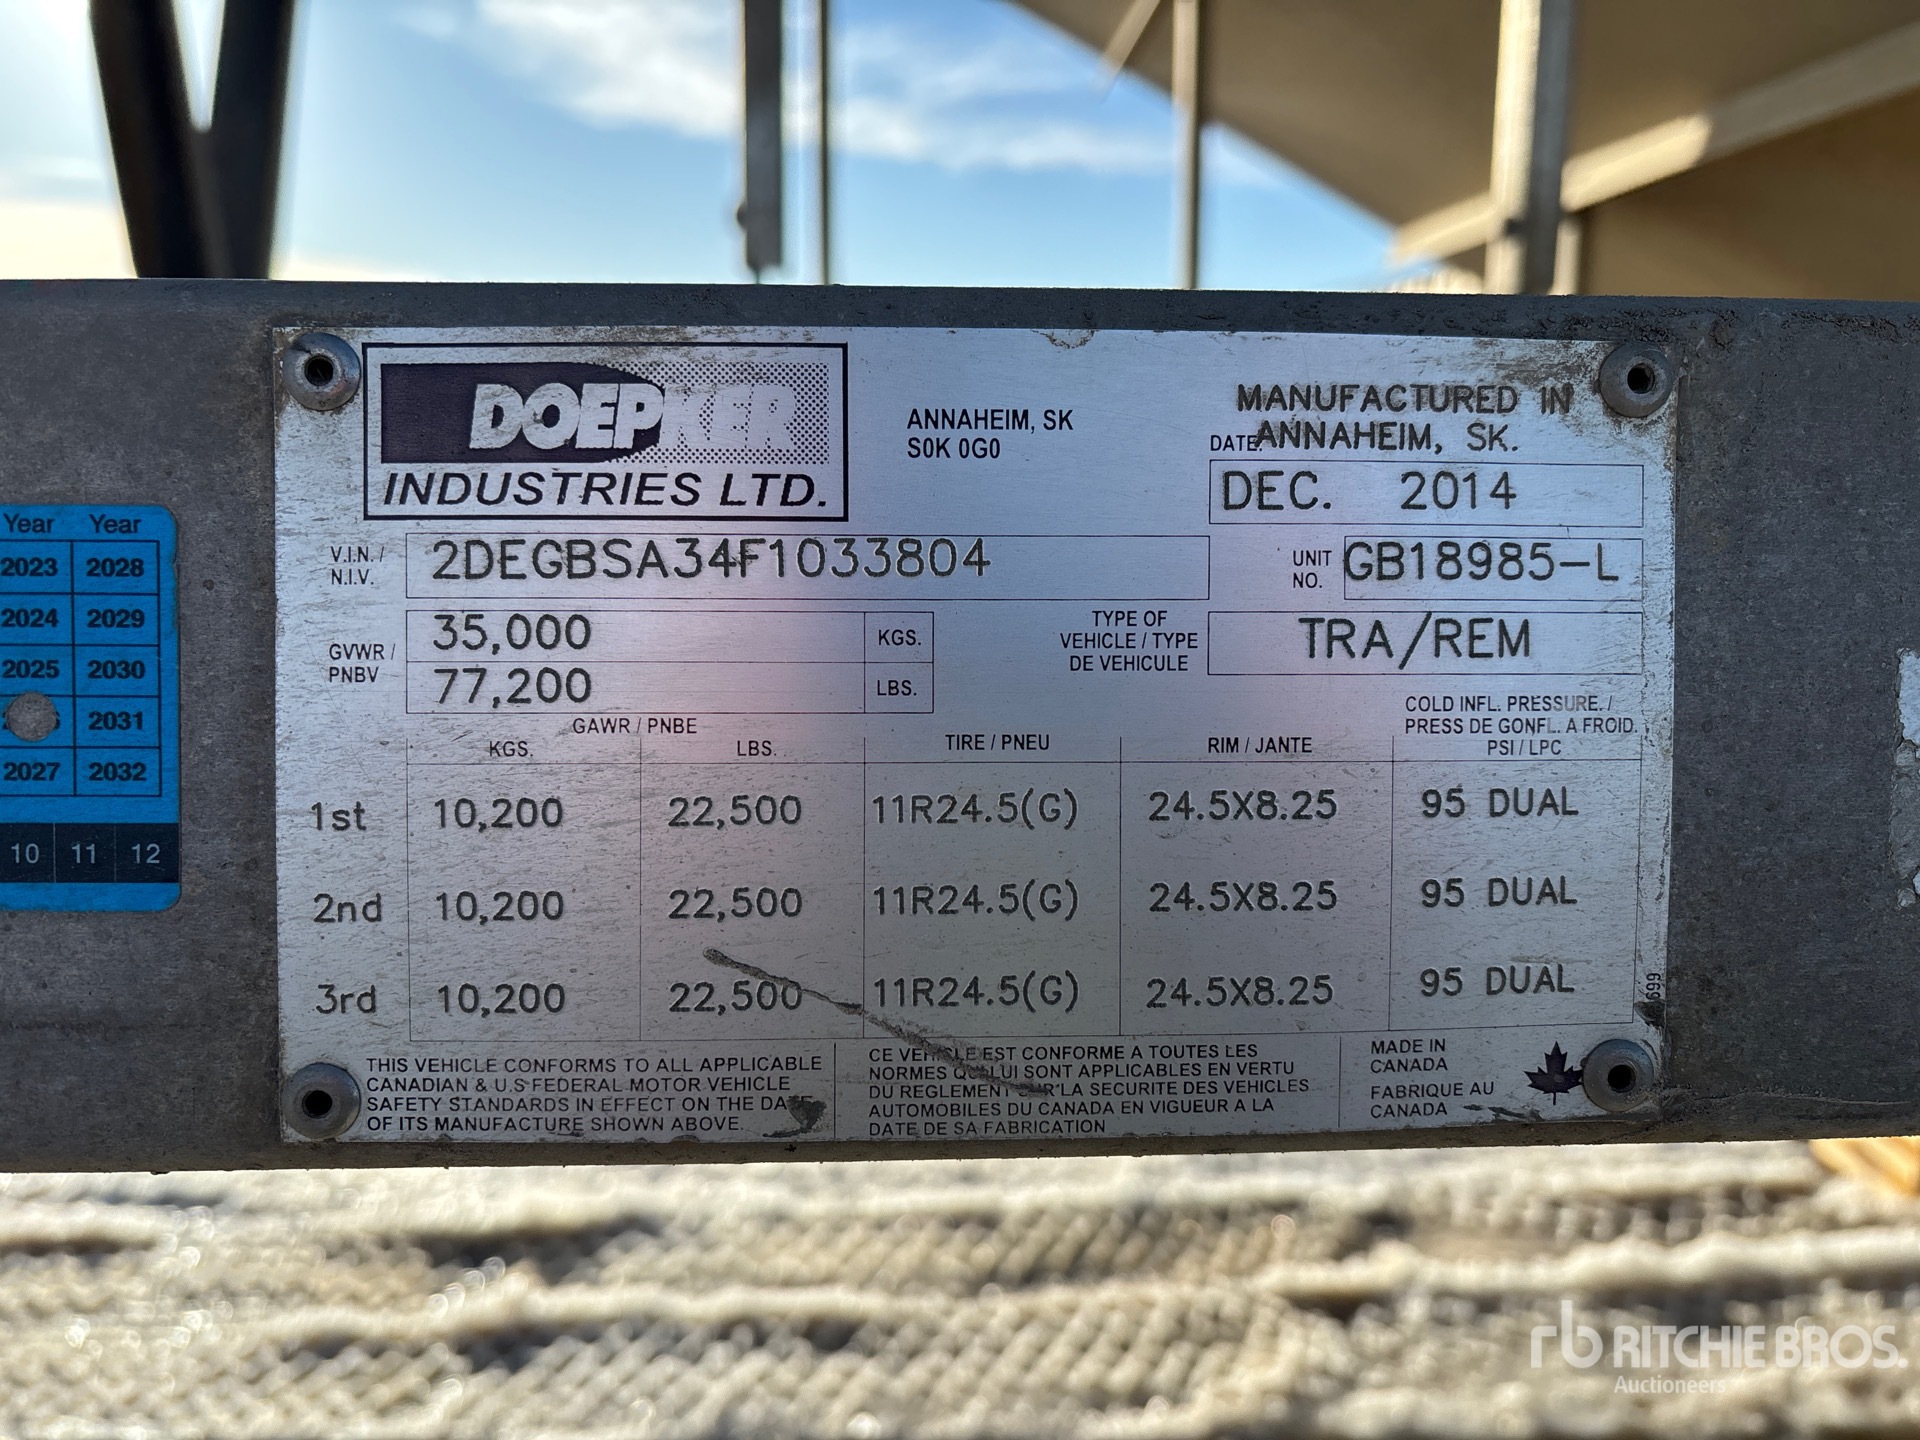 DOEPKER
INDUSTRIES LTD.
ANNAHEIM, SK
S0K 0G0
MANUFACTURED IN
DATE: ANNAHEIM, SK.
DEC. 2014
V.I.N. /
N.I.V.
2DEGBSA34F1033804
UNIT
NO.
GB18985-L
GVWR /
PNBV
35,000 KGS.
77,200 LBS.
TYPE OF
VEHICLE / TYPE
DE VEHICULE
TRA/REM
GAWR / PNBE
KGS. LBS.
TIRE / PNEU
RIM / JANTE
COLD INFL. PRESSURE. /
PRESS DE GONFL. A FROID.
PSI / LPC
1st 10,200 22,500 11R24.5(G) 24.5X8.25 95 DUAL
2nd 10,200 22,500 11R24.5(G) 24.5X8.25 95 DUAL
3rd 10,200 22,500 11R24.5(G) 24.5X8.25 95 DUAL
THIS VEHICLE CONFORMS TO ALL APPLICABLE
CANADIAN & U.S FEDERAL MOTOR VEHICLE
SAFETY STANDARDS IN EFFECT ON THE DATE
OF ITS MANUFACTURE SHOWN ABOVE.
CE VEHICLE EST CONFORME A TOUTES LES
NORMES QUI LUI SONT APPLICABLES EN VERTU
DU REGLEMENT SUR LA SECURITE DES VEHICLES
AUTOMOBILES DU CANADA EN VIGUEUR A LA
DATE DE SA FABRICATION
MADE IN
CANADA
FABRIQUE AU
CANADA
Year Year
2023 2028
2024 2029
2025 2030
2031
2027 2032
10 11 12
rb RITCHIE BROS.
Auctioneers